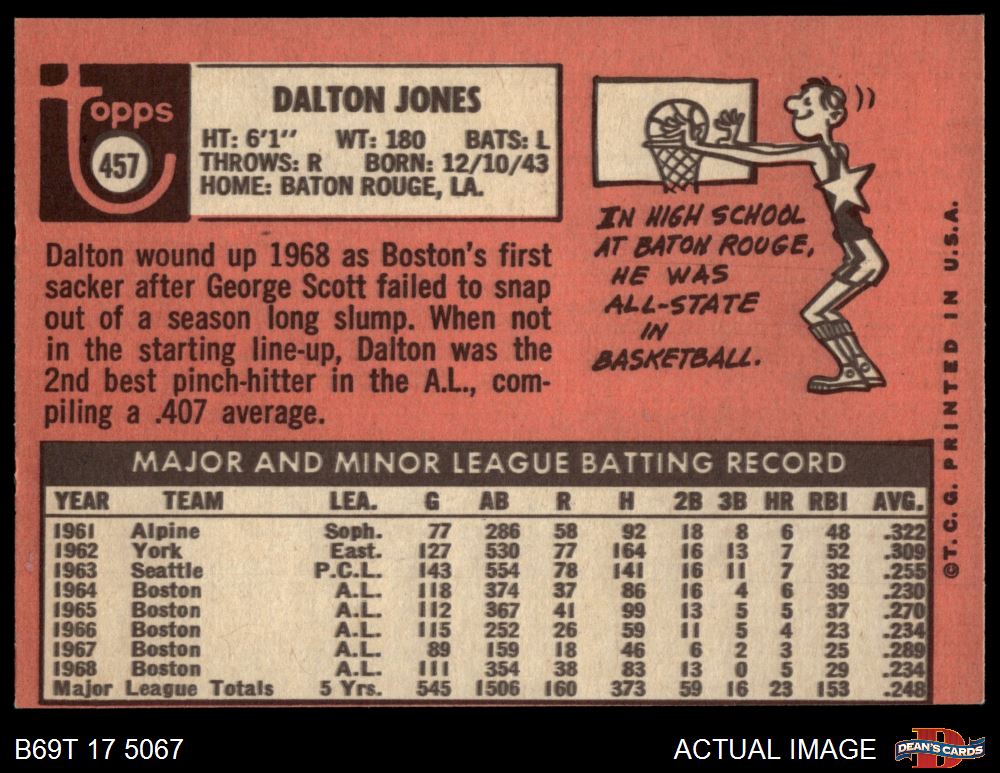 Topps
457
DALTON JONES
HT: 6'1'' WT: 180 BATS: L
THROWS: R BORN: 12/10/43
HOME: BATON ROUGE, LA.
Dalton wound up 1968 as Boston's first
sacker after George Scott failed to snap
out of a season long slump. When not
in the starting line-up, Dalton was the
2nd best pinch-hitter in the A.L., com-
piling a .407 average.
IN HIGH SCHOOL
AT BATON ROUGE,
HE WAS
ALL-STATE
IN
BASKETBALL.
©T.C.G. PRINTED IN U.S.A.
MAJOR AND MINOR LEAGUE BATTING RECORD
YEAR TEAM LEA. G AB R H 2B 3B HR RBI AVG.
1961 Alpine Soph. 77 286 58 92 18 8 6 48 .322
1962 York East. 127 530 77 164 16 13 7 52 .309
1963 Seattle P.C.L. 143 554 78 141 16 11 7 32 .255
1964 Boston A.L. 118 374 37 86 16 4 6 39 .230
1965 Boston A.L. 112 367 41 99 13 5 5 37 .270
1966 Boston A.L. 115 252 26 59 11 5 4 23 .234
1967 Boston A.L. 89 159 18 46 6 2 3 25 .289
1968 Boston A.L. 111 354 38 83 13 0 5 29 .234
Major League Totals 5 Yrs. 545 1506 160 373 59 16 23 153 .248
B69T 17 5067
ACTUAL IMAGE
DEAN'S CARDS